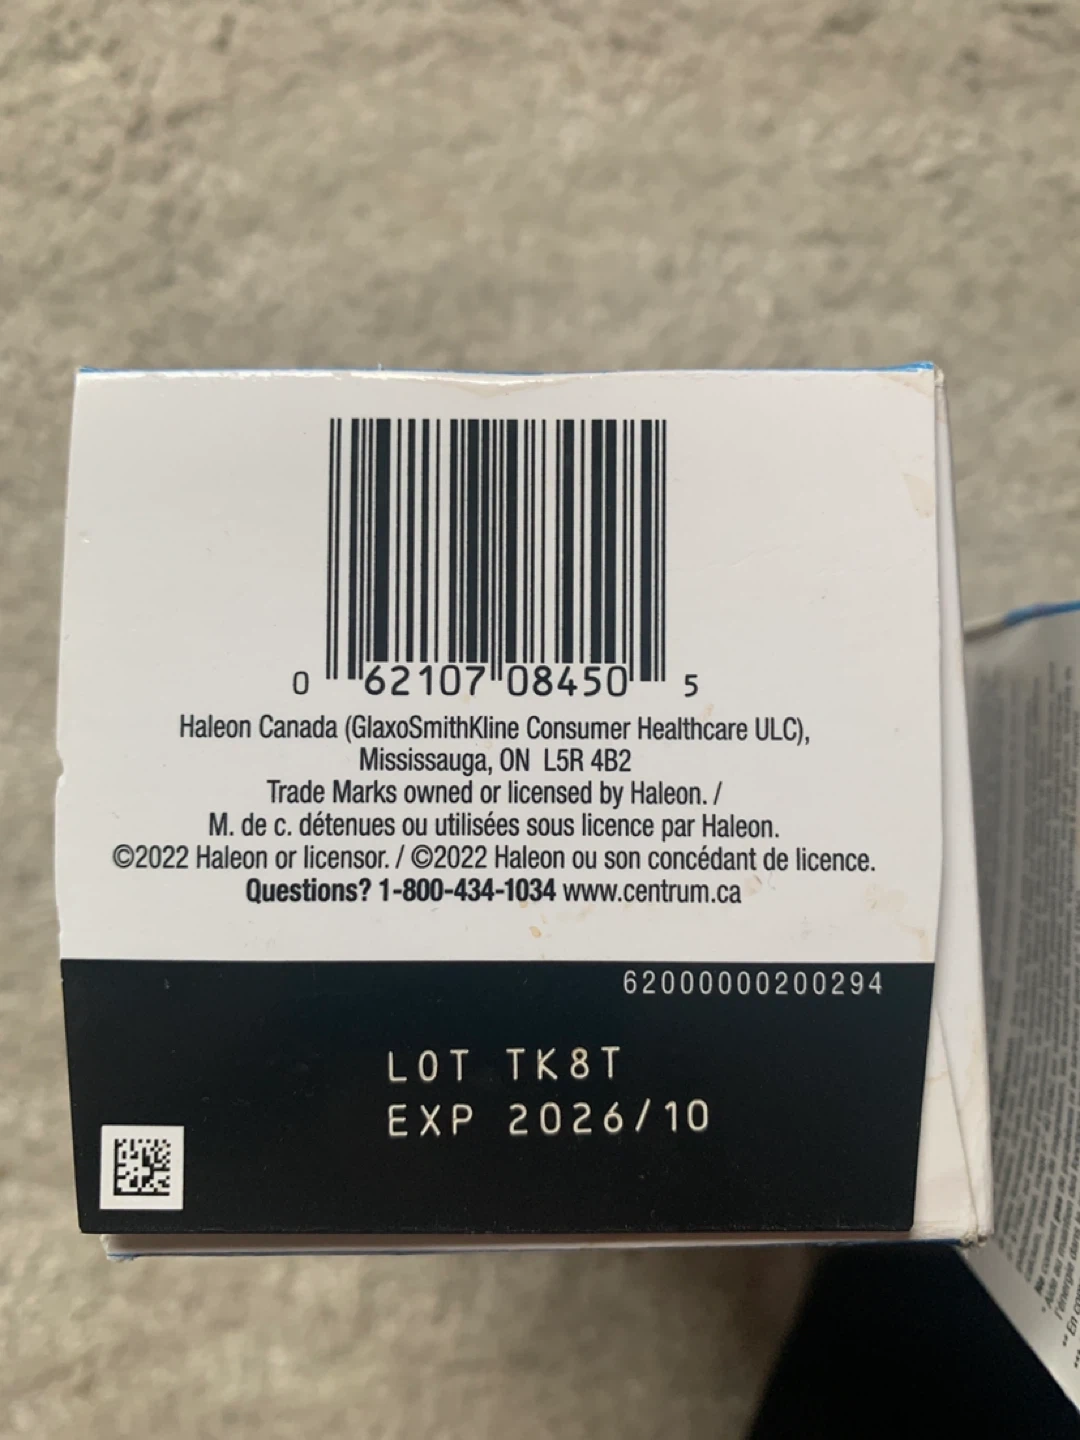 0 62107 08450 5
Haleon Canada (GlaxoSmithKline Consumer Healthcare ULC),
Mississauga, ON L5R 4B2
Trade Marks owned or licensed by Haleon. /
M. de c. détenues ou utilisées sous licence par Haleon.
©2022 Haleon or licensor. / ©2022 Haleon ou son concédant de licence.
Questions? 1-800-434-1034 www.centrum.ca
62000000200294
LOT TK8T
EXP 2026/10